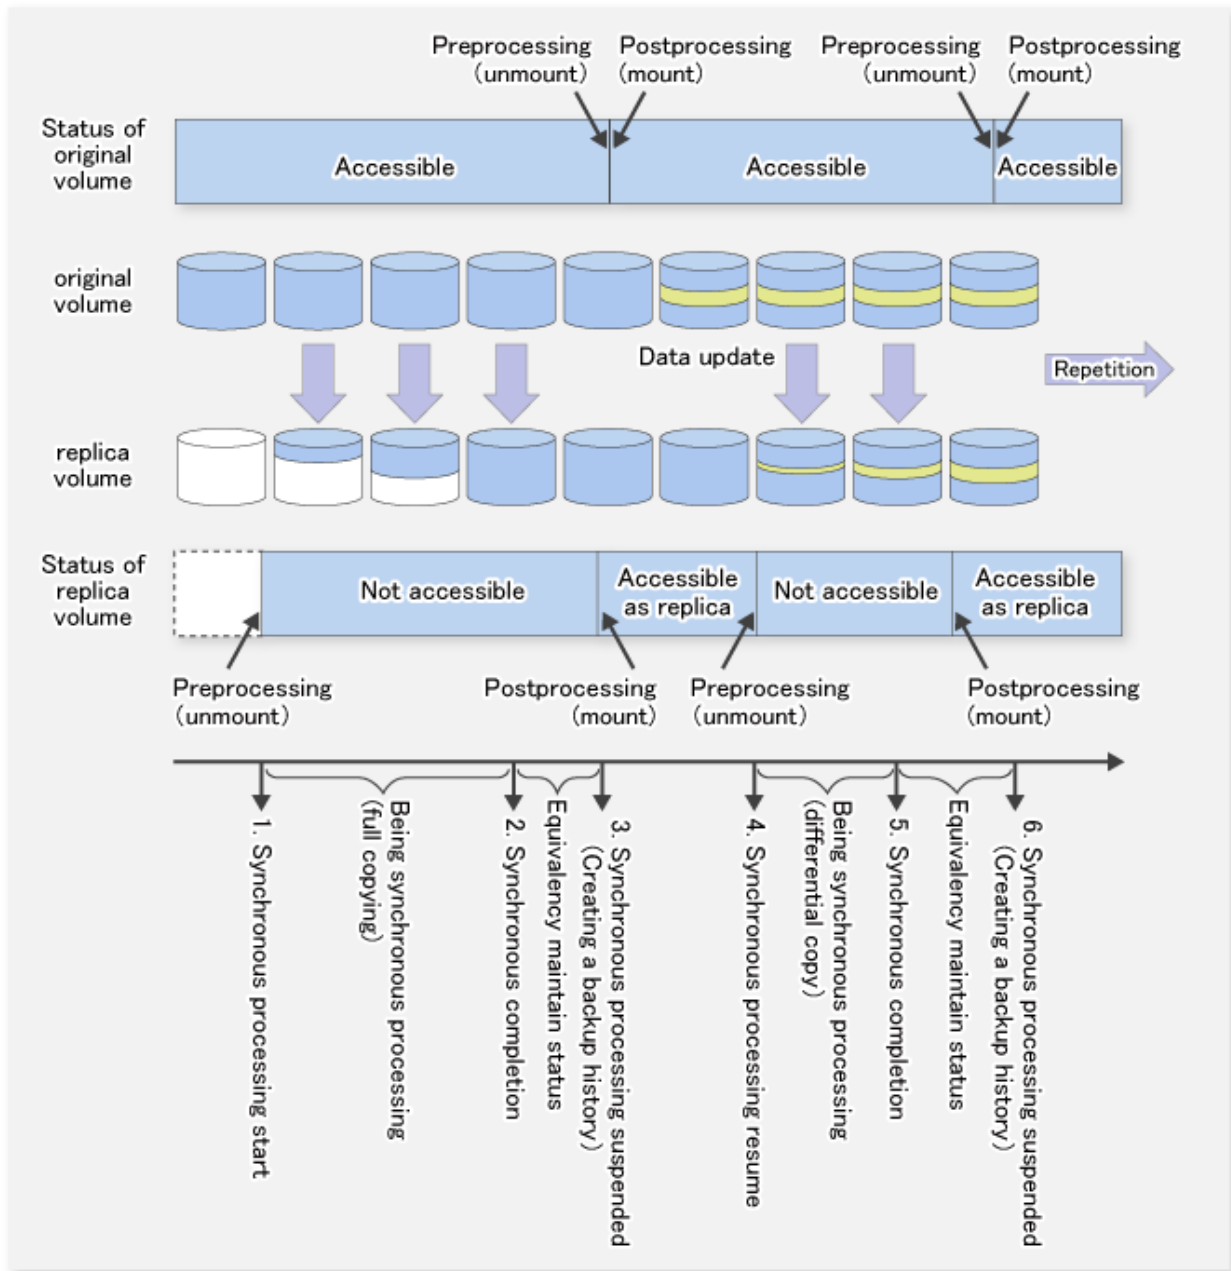 Preprocessing
(unmount)
Postprocessing
(mount)
Preprocessing
(unmount)
Postprocessing
(mount)
Status of
original
volume
Accessible
Accessible
Accessible
original
volume
Data update
Repetition
replica
volume
Status of
replica
volume
Not accessible
Accessible
as replica
Not accessible
Accessible
as replica
Preprocessing
(unmount)
Postprocessing
(mount)
Preprocessing
(unmount)
Postprocessing
(mount)
1. Synchronous processing start
Being synchronous processing
(full copying)
2. Synchronous completion
Equivalency maintain status
3. Synchronous processing suspended
(Creating a backup history)
4. Synchronous processing resume
Being synchronous processing
(differential copy)
5. Synchronous completion
Equivalency maintain status
6. Synchronous processing suspended
(Creating a backup history)